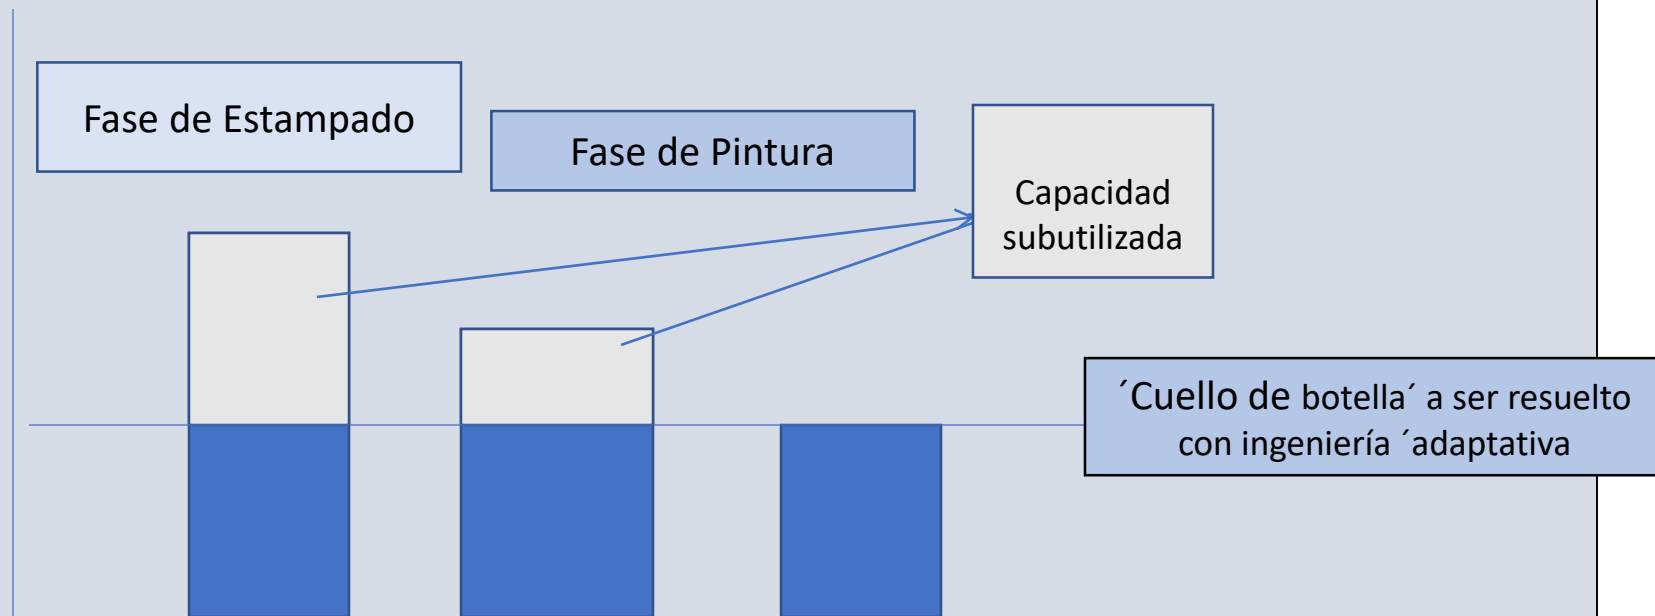 Fase de Estampado
Fase de Pintura
Capacidad
subutilizada
´Cuello de botella´ a ser resuelto
con ingeniería ´adaptativa